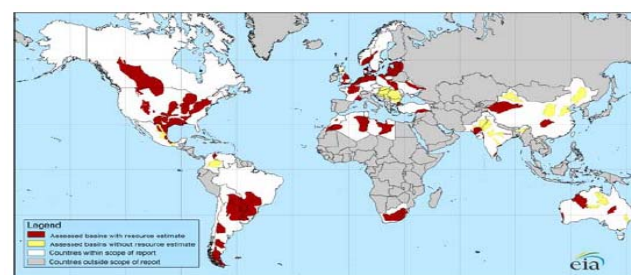 Legend
Assessed basins with resource estimate
Assessed basins without resource estimate
Countries within scope of report
Countries outside scope of report
eia